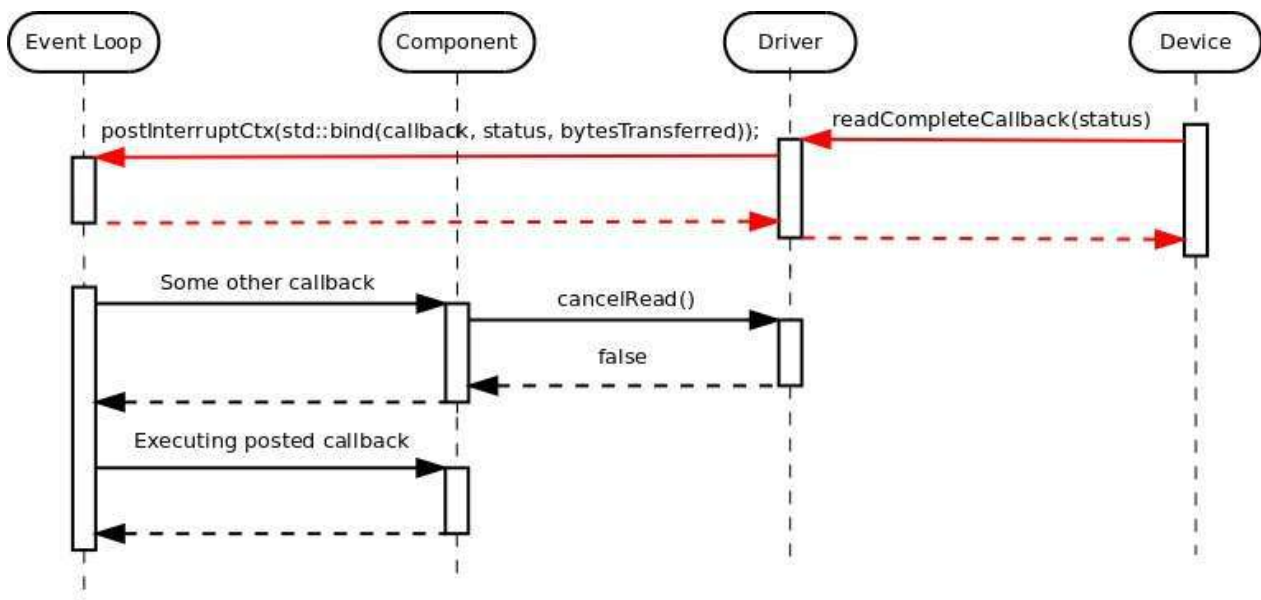 Event Loop
Component
Driver
Device
postInterruptCtx(std::bind(callback, status, bytesTransferred));
readCompleteCallback(status)
Some other callback
cancelRead()
false
Executing posted callback